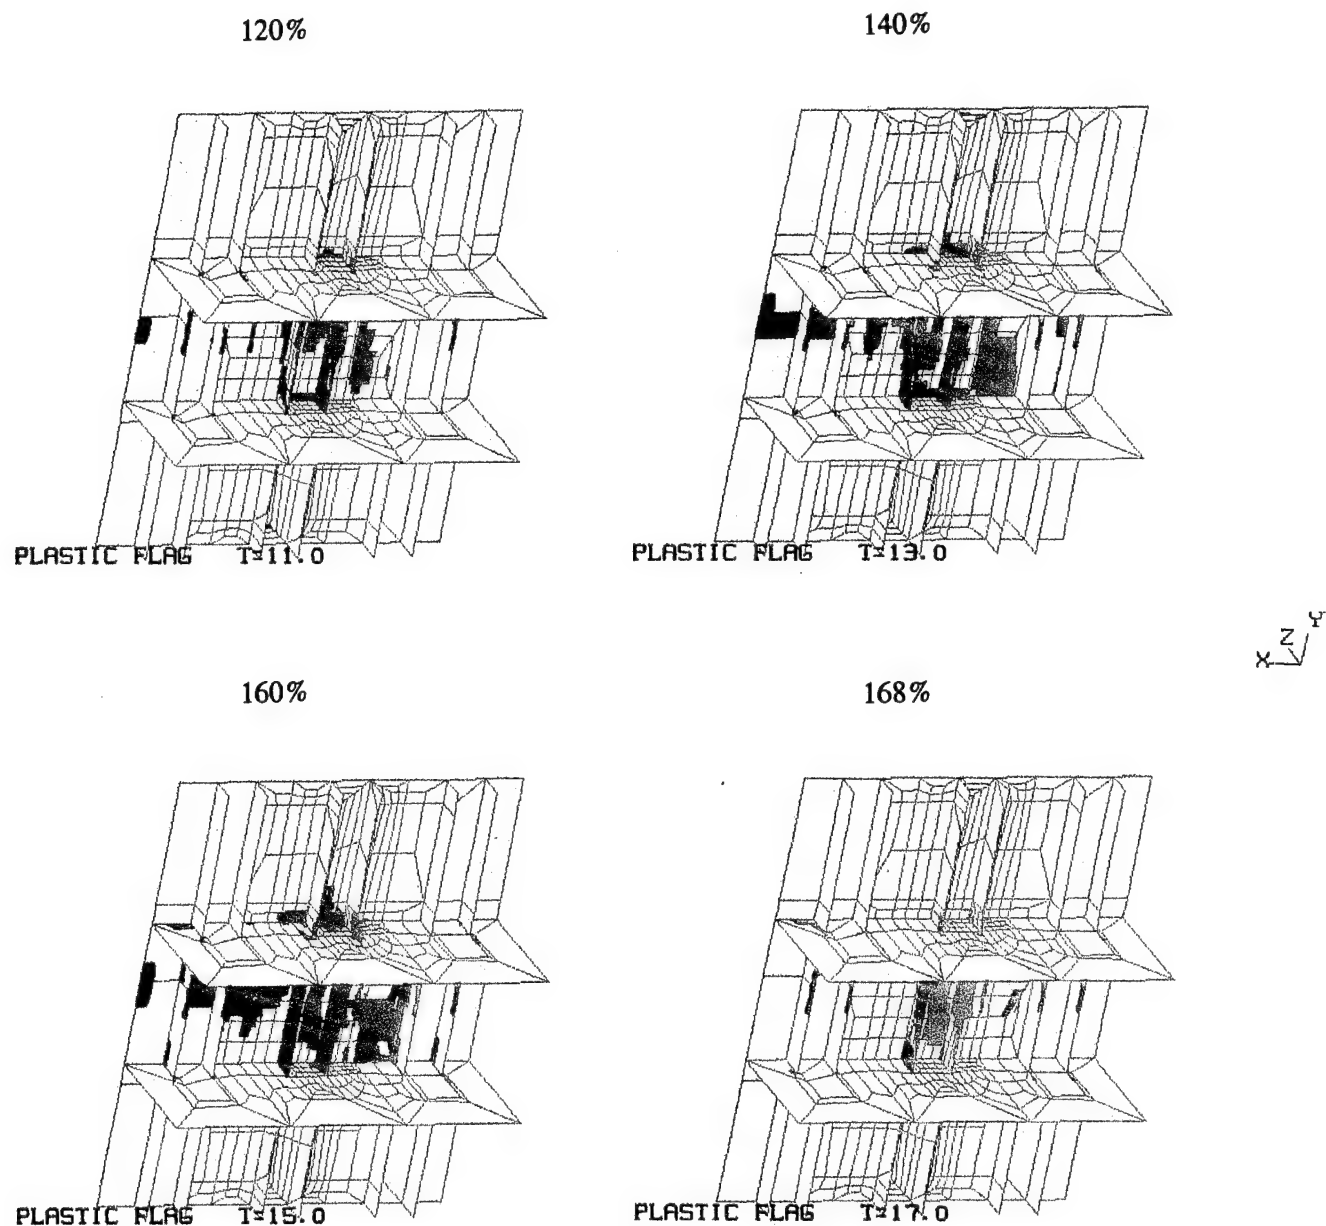 120%
140%
PLASTIC FLAG T=11.0
PLASTIC FLAG T=13.0
X Z Y
160%
168%
PLASTIC FLAG T=15.0
PLASTIC FLAG T=17.0